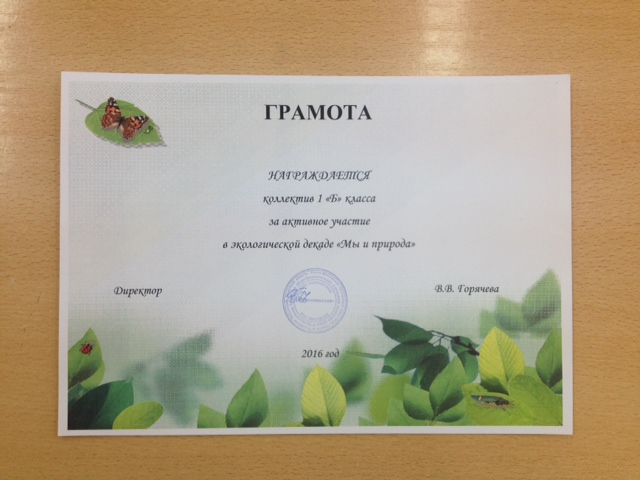 ГРАМОТА
НАГРАЖДАЕТСЯ
коллектив 1 «Б» класса
за активное участие
в экологической декаде «Мы и природа»
Директор В.В. Горячева
2016 год